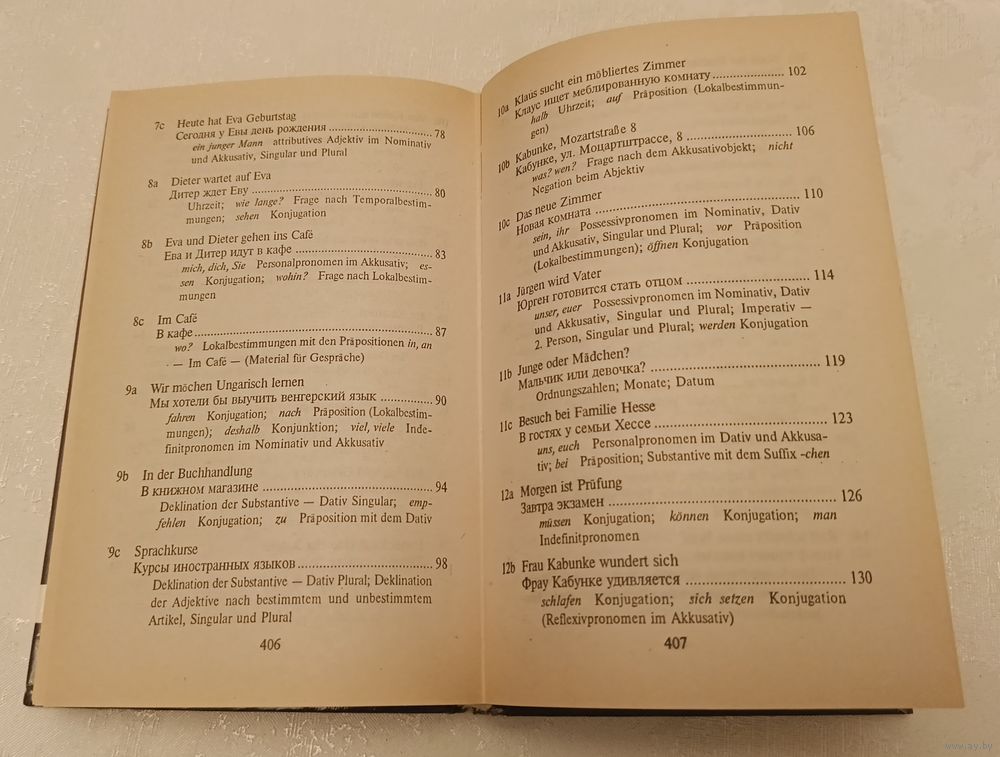 7c Heute hat Eva Geburtstag
Сегодня у Евы день рождения ........ 78
ein junger Mann attributives Adjektiv im Nominativ
und Akkusativ, Singular und Plural
8a Dieter wartet auf Eva
Дитер ждет Еву ........ 80
Uhrzeit; wie lange? Frage nach Temporalbestim-
mungen; sehen Konjugation
8b Eva und Dieter gehen ins Café
Ева и Дитер идут в кафе ........ 83
mich, dich, Sie Personalpronomen im Akkusativ; es-
sen Konjugation; wohin? Frage nach Lokalbestim-
mungen
8c Im Café
В кафе ........ 87
wo? Lokalbestimmungen mit den Präpositionen in, an
— Im Café — (Material für Gespräche)
9a Wir möchen Ungarisch lernen
Мы хотели бы выучить венгерский язык ........ 90
fahren Konjugation; nach Präposition (Lokalbestim-
mungen); deshalb Konjunktion; viel, viele Inde-
finitpronomen im Nominativ und Akkusativ
9b In der Buchhandlung
В книжном магазине ........ 94
Deklination der Substantive — Dativ Singular; emp-
fehlen Konjugation; zu Präposition mit dem Dativ
9c Sprachkurse
Курсы иностранных языков ........ 98
Deklination der Substantive — Dativ Plural; Deklination
der Adjektive nach bestimmtem und unbestimmtem
Artikel, Singular und Plural
406
10a Klaus sucht ein möbliertes Zimmer
Клаус ищет меблированную комнату ........ 102
halb Uhrzeit; auf Präposition (Lokalbestimmun-
gen)
10b Kabunke, Mozartstraße 8
Кабунке, ул. Моцартштрассе, 8 ........ 106
was? wen? Frage nach dem Akkusativobjekt; nicht
Negation beim Abjektiv
10c Das neue Zimmer
Новая комната ........ 110
sein, ihr Possessivpronomen im Nominativ, Dativ
und Akkusativ, Singular und Plural; vor Präposition
(Lokalbestimmungen); öffnen Konjugation
11a Jürgen wird Vater
Юрген готовится стать отцом ........ 114
unser, euer Possessivpronomen im Nominativ, Dativ
und Akkusativ, Singular und Plural; Imperativ —
2. Person, Singular und Plural; werden Konjugation
11b Junge oder Mädchen?
Мальчик или девочка? ........ 119
Ordnungszahlen; Monate; Datum
11c Besuch bei Familie Hesse
В гостях у семьи Хессе ........ 123
uns, euch Personalpronomen im Dativ und Akkusa-
tiv; bei Präposition; Substantive mit dem Suffix -chen
12a Morgen ist Prüfung
Завтра экзамен ........ 126
müssen Konjugation; können Konjugation; man
Indefinitpronomen
12b Frau Kabunke wundert sich
Фрау Кабунке удивляется ........ 130
schlafen Konjugation; sich setzen Konjugation
(Reflexivpronomen im Akkusativ)
407
www.ay.by